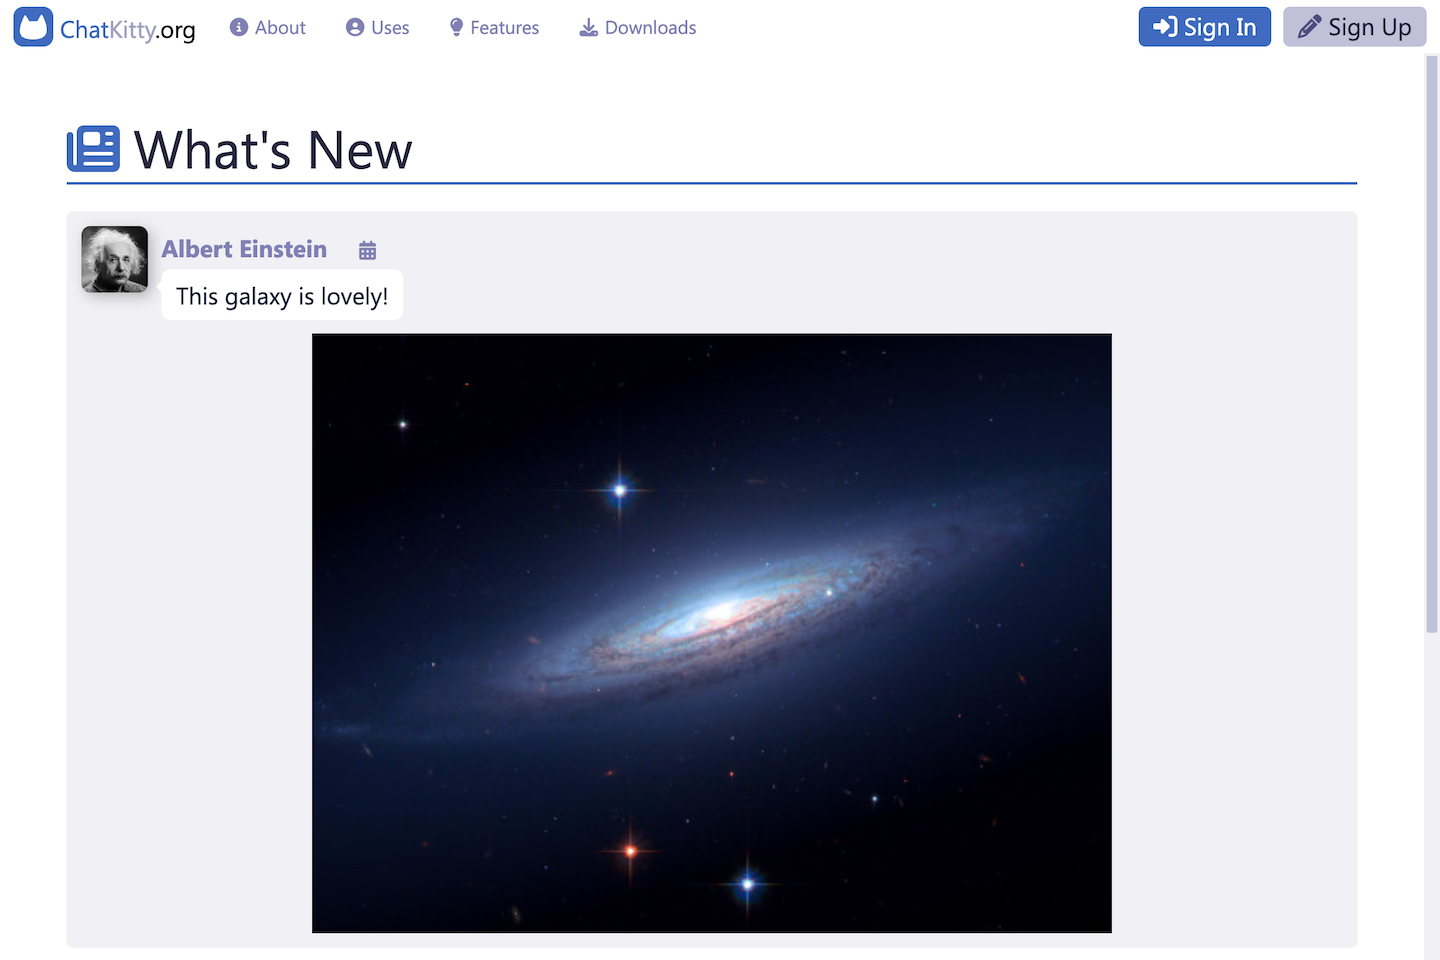 ChatKitty.org
About
Uses
Features
Downloads
Sign In
Sign Up
What's New
Albert Einstein
This galaxy is lovely!